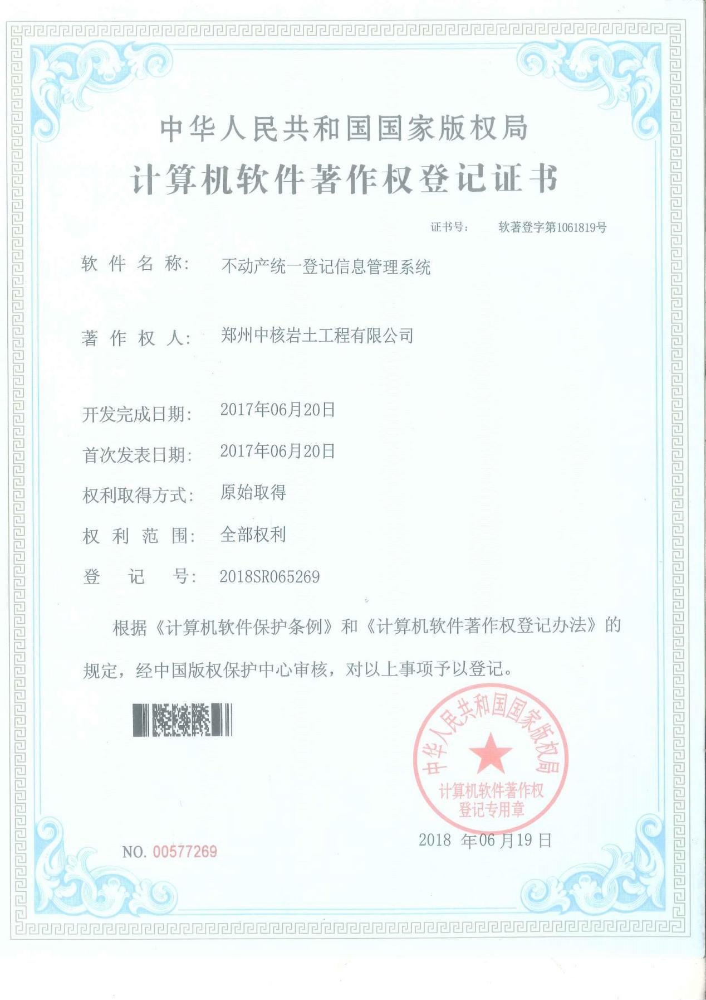 中华人民共和国国家版权局
计算机软件著作权登记证书
证书号： 软著登字第1061819号
软件名称： 不动产统一登记信息管理系统
著作权人： 郑州中核岩土工程有限公司
开发完成日期： 2017年06月20日
首次发表日期： 2017年06月20日
权利取得方式： 原始取得
权利范围： 全部权利
登记号： 2018SR065269
根据《计算机软件保护条例》和《计算机软件著作权登记办法》的
规定，经中国版权保护中心审核，对以上事项予以登记。
中华人民共和国国家版权局
计算机软件著作权
登记专用章
2018 年06月19日
NO. 00577269